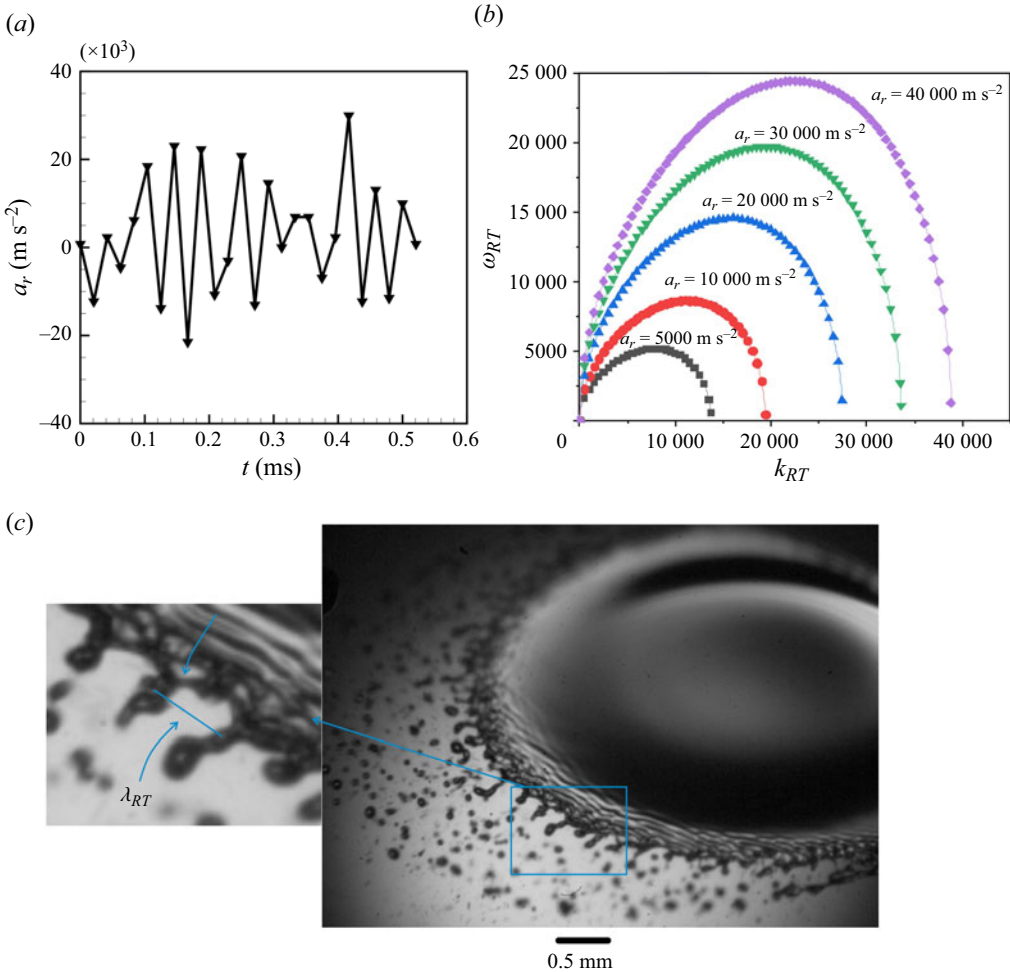 (a)
(×10³)
40
20
0
–20
–40
a_r (m s⁻²)
0
0.1
0.2
0.3
0.4
0.5
0.6
t (ms)
(b)
25 000
20 000
15 000
10 000
5000
ω_RT
a_r = 40 000 m s⁻²
a_r = 30 000 m s⁻²
a_r = 20 000 m s⁻²
a_r = 10 000 m s⁻²
a_r = 5000 m s⁻²
0
10 000
20 000
30 000
40 000
k_RT
(c)
λ_RT
0.5 mm